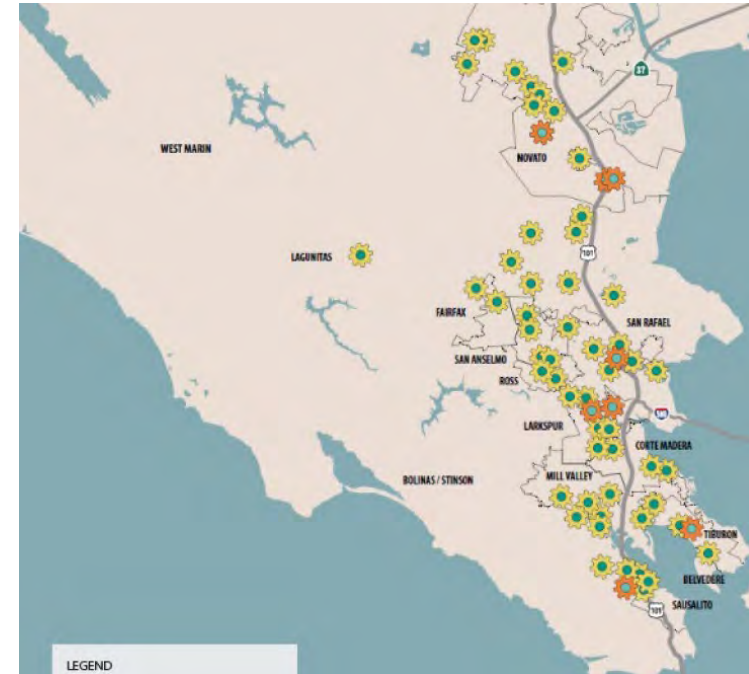 37
WEST MARIN
NOVATO
LAGUNITAS
101
FAIRFAX
SAN RAFAEL
SAN ANSELMO
ROSS
LARKSPUR
CORTE MADERA
MILL VALLEY
BOLINAS / STINSON
TIBURON
BELVEDERE
SAUSALITO
101
LEGEND